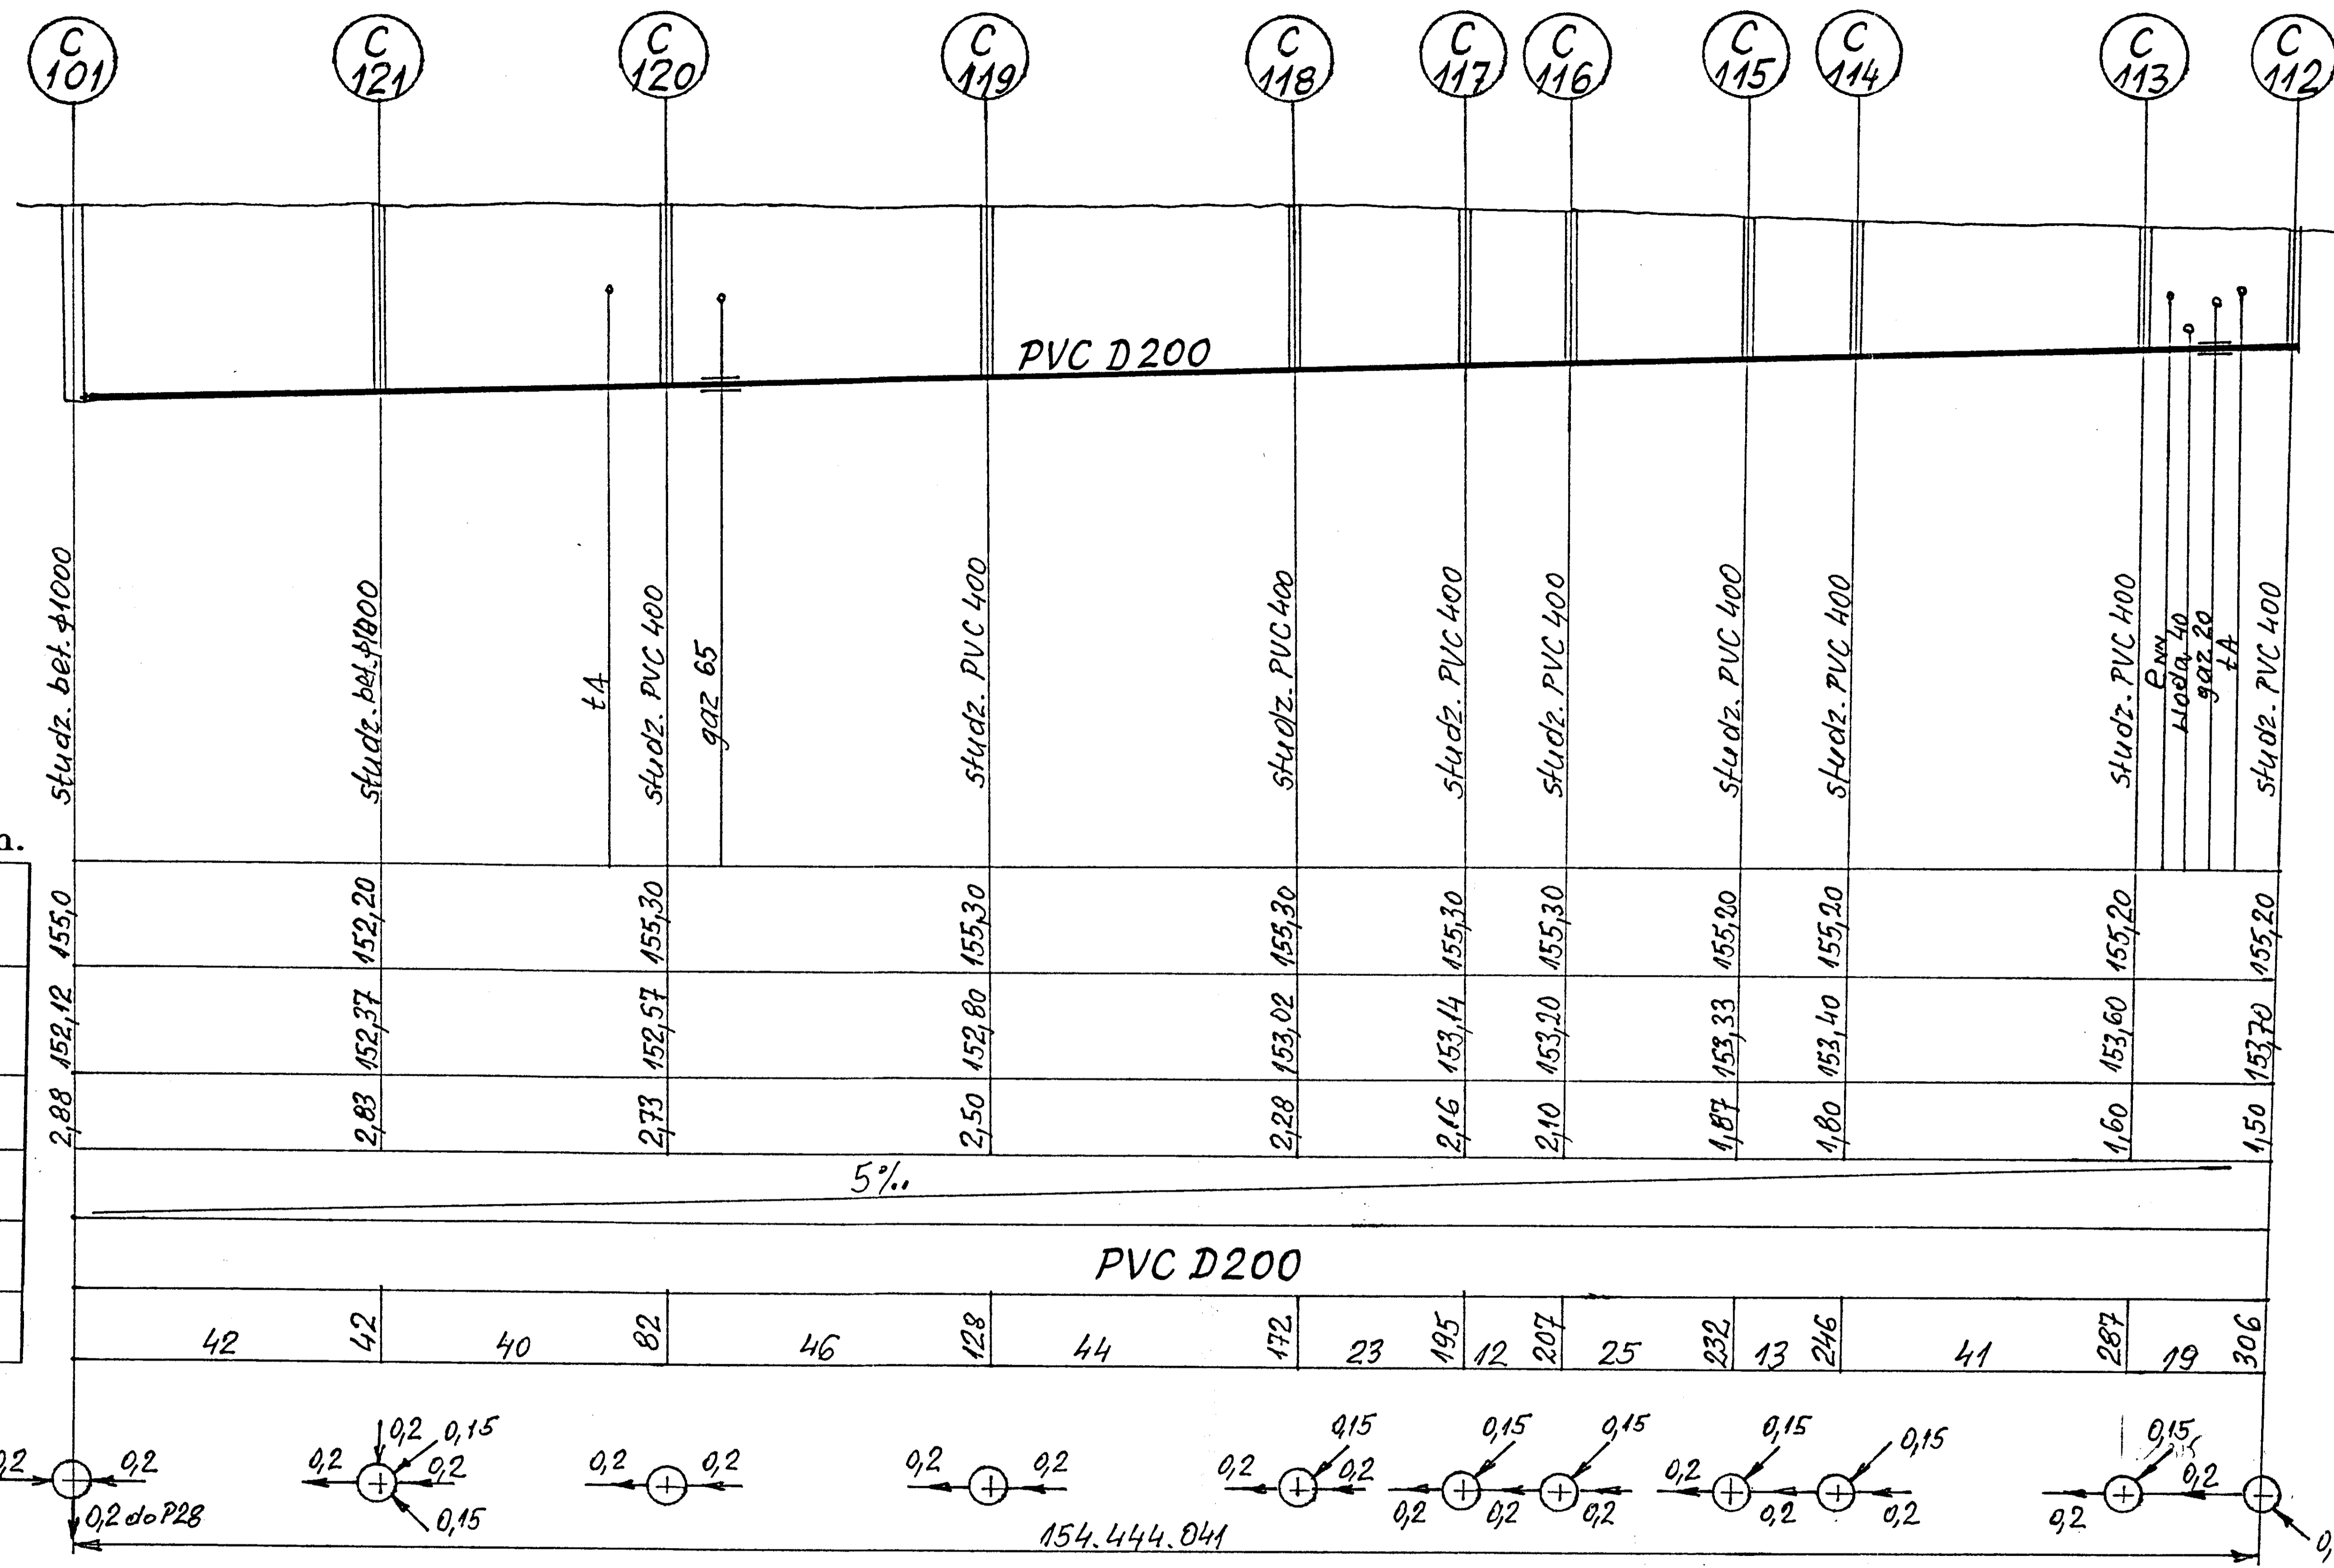 C 101
C 121
C 120
C 119
C 118
C 117
C 116
C 115
C 114
C 113
C 112
PVC D200
studz. bet. ϕ1000
studz. bet.
tA
studz. PVC 400
gaz 65
studz. PVC 400
studz. PVC 400
studz. PVC 400
studz. PVC 400
studz. PVC 400
studz. PVC 400
studz. PVC 400
eNN
woda 40
gaz 20
tA
studz. PVC 400
155,0
152,20
155,30
155,30
155,30
155,30
155,30
155,20
155,20
155,20
155,20
152,12
152,37
152,57
152,80
153,02
153,14
153,20
153,33
153,40
153,60
153,70
2,88
2,83
2,73
2,50
2,28
2,16
2,10
1,87
1,80
1,60
1,50
5‰
PVC D200
42
42
40
82
46
128
44
172
23
195
12
207
25
232
13
246
41
287
19
306
0,2
0,2 do P28
0,2
0,2
0,15
0,2
0,15
0,2
0,2
0,2
0,2
0,2
0,15
0,2
0,2
0,15
0,2
0,15
0,2
0,2
0,15
0,2
0,15
0,2
0,2
0,15
0,2
154.444.041